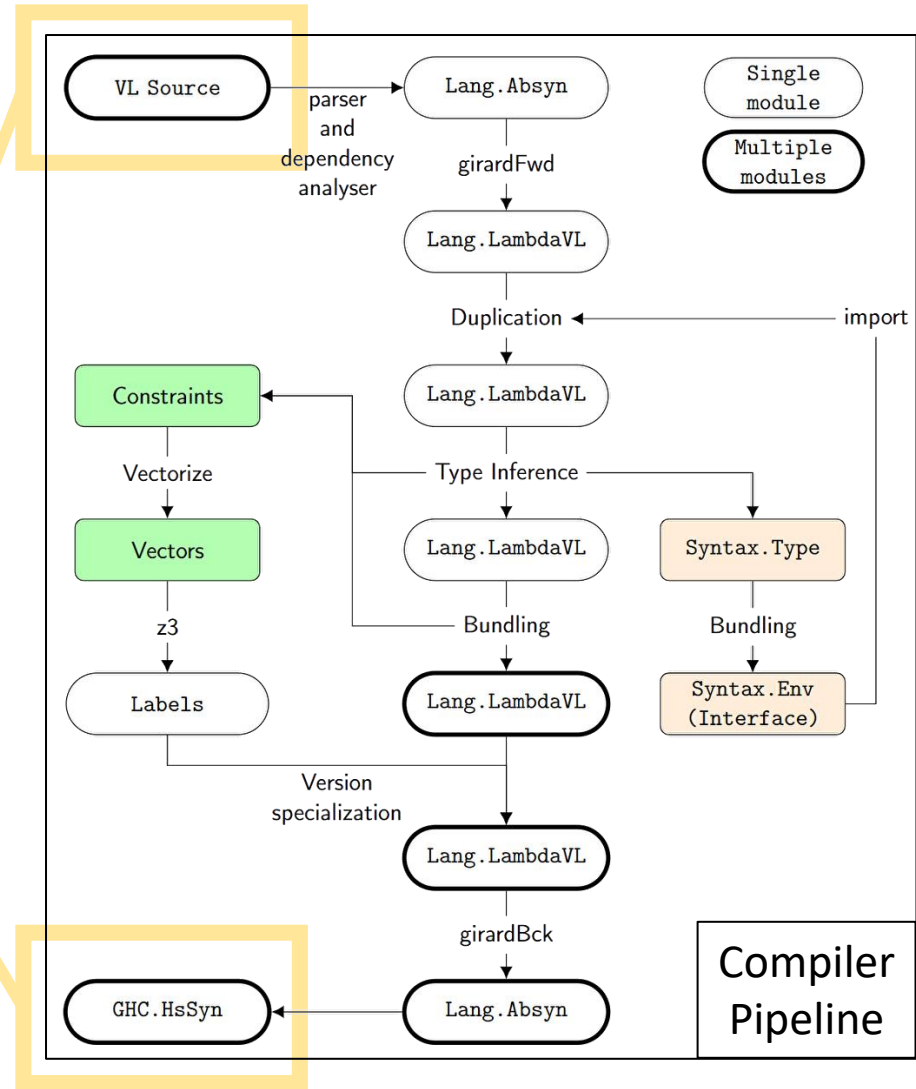 VL Source
parser
and
dependency
analyser
Lang.Absyn
Single
module
Multiple
modules
girardFwd
Lang.LambdaVL
Duplication
import
Constraints
Lang.LambdaVL
Vectorize
Type Inference
Vectors
Lang.LambdaVL
Syntax.Type
z3
Bundling
Bundling
Labels
Lang.LambdaVL
Syntax.Env
(Interface)
Version
specialization
Lang.LambdaVL
girardBck
GHC.HsSyn
Lang.Absyn
Compiler
Pipeline